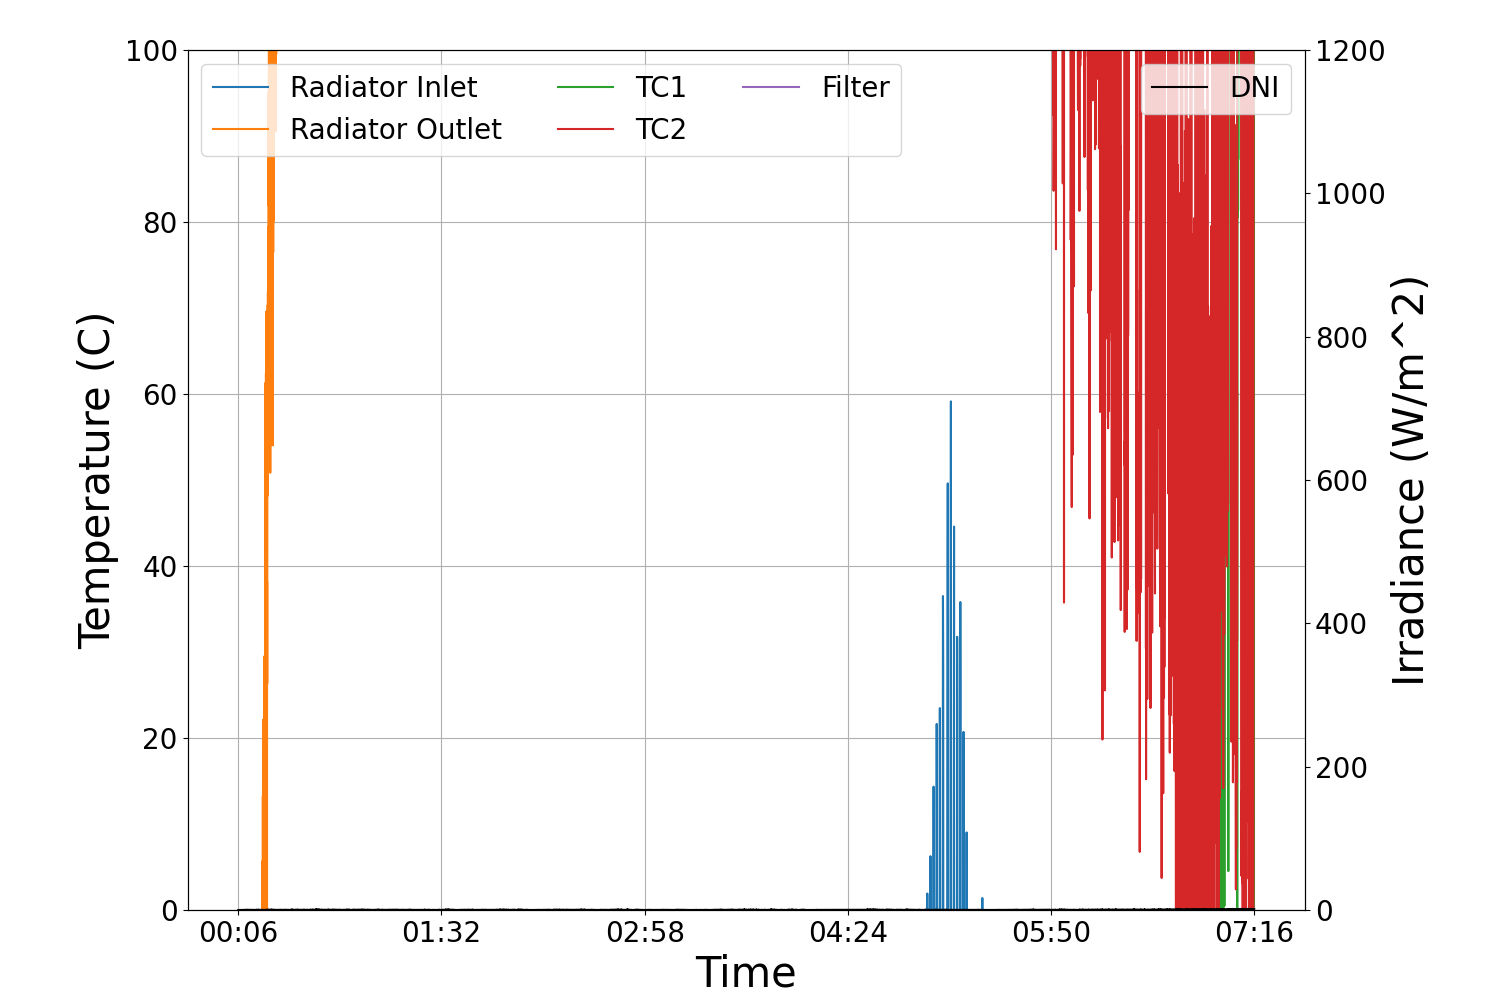 Radiator Inlet
Radiator Outlet
TC1
TC2
Filter
DNI
Temperature (C)
100
80
60
40
20
0
Irradiance (W/m^2)
1200
1000
800
600
400
200
0
00:06 01:32 02:58 04:24 05:50 07:16
Time